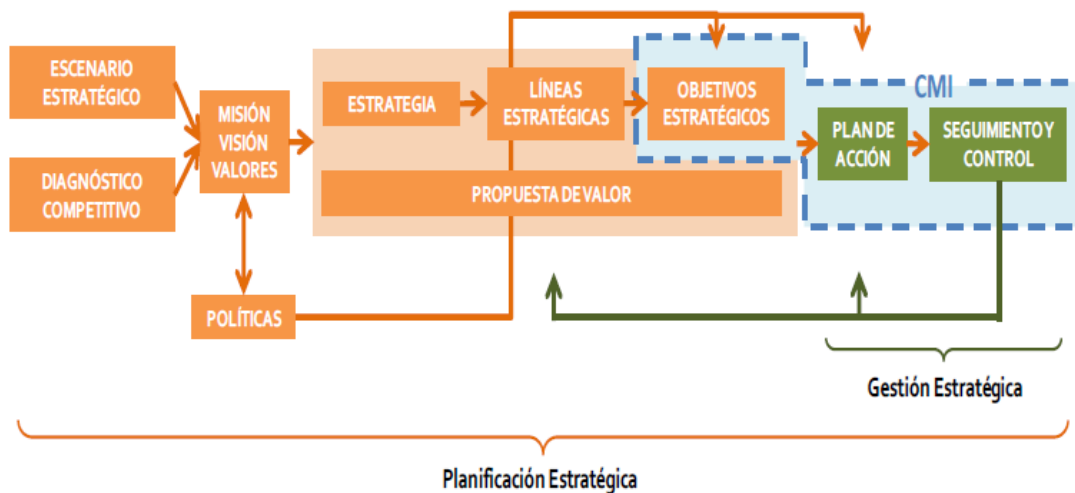 ESCENARIO
ESTRATÉGICO
DIAGNÓSTICO
COMPETITIVO
MISIÓN
VISIÓN
VALORES
POLÍTICAS
ESTRATEGIA
LÍNEAS
ESTRATÉGICAS
OBJETIVOS
ESTRATÉGICOS
PROPUESTA DE VALOR
CMI
PLAN DE
ACCIÓN
SEGUIMIENTO Y
CONTROL
Gestión Estratégica
Planificación Estratégica